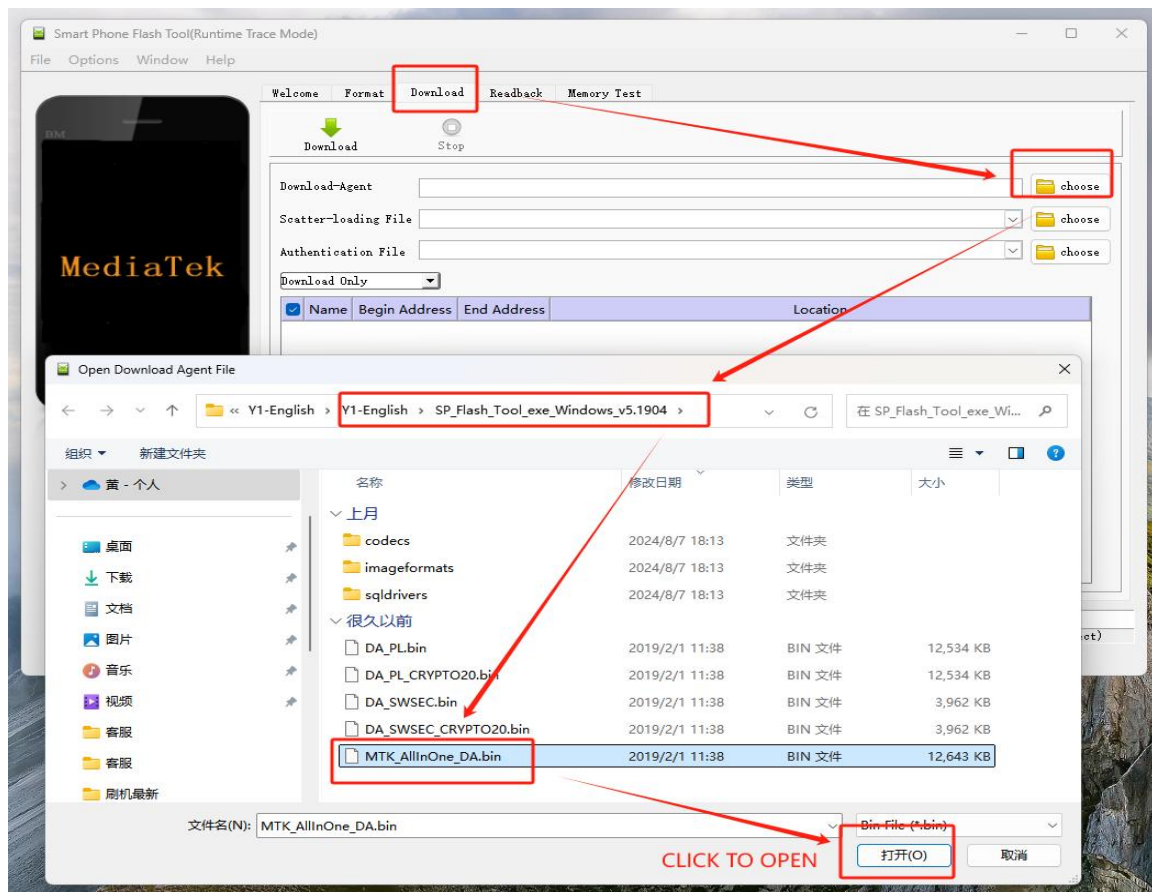 Smart Phone Flash Tool(Runtime Trace Mode)
File Options Window Help
Welcome Format Download Readback Memory Test
BM
Download Stop
Download-Agent choose
Scatter-loading File choose
Authentication File choose
MediaTek
Download Only
Name Begin Address End Address Location
Open Download Agent File
« Y1-English › Y1-English › SP_Flash_Tool_exe_Windows_v5.1904 ›
在 SP_Flash_Tool_exe_Wi...
组织 新建文件夹
黄 - 个人
名称 修改日期 类型 大小
上月
桌面
codecs 2024/8/7 18:13 文件夹
下载
imageformats 2024/8/7 18:13 文件夹
文档
sqldrivers 2024/8/7 18:13 文件夹
很久以前
图片
DA_PL.bin 2019/2/1 11:38 BIN 文件 12,534 KB
音乐
DA_PL_CRYPTO20.bin 2019/2/1 11:38 BIN 文件 12,534 KB
视频
DA_SWSEC.bin 2019/2/1 11:38 BIN 文件 3,962 KB
客服
DA_SWSEC_CRYPTO20.bin 2019/2/1 11:38 BIN 文件 3,962 KB
客服
MTK_AllInOne_DA.bin 2019/2/1 11:38 BIN 文件 12,643 KB
刷机最新
文件名(N): MTK_AllInOne_DA.bin Bin File (*.bin)
CLICK TO OPEN
打开(O) 取消